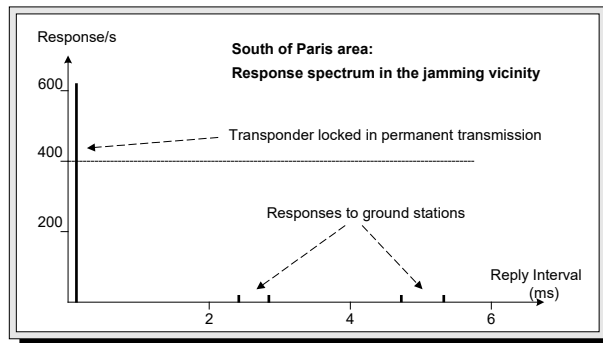 Response/s
South of Paris area:
Response spectrum in the jamming vicinity
600
Transponder locked in permanent transmission
400
Responses to ground stations
200
Reply Interval
(ms)
2
4
6